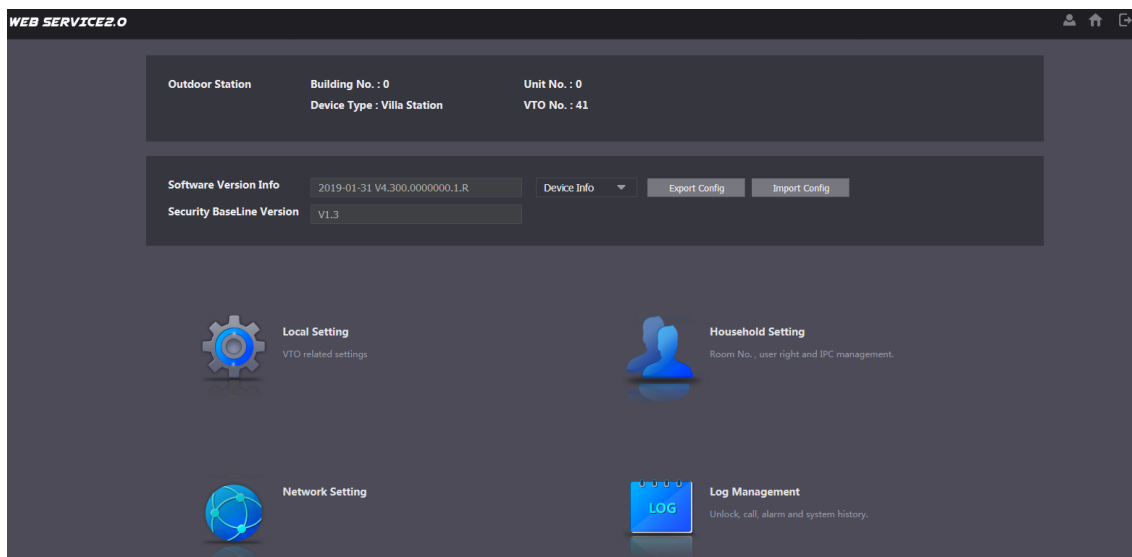 WEB SERVICE2.0
Outdoor Station Building No. : 0 Unit No. : 0
Device Type : Villa Station VTO No. : 41
Software Version Info 2019-01-31 V4.300.0000000.1.R Device Info Export Config Import Config
Security BaseLine Version V1.3
Local Setting
VTO related settings
Household Setting
Room No. , user right and IPC management.
Network Setting
LOG
Log Management
Unlock, call, alarm and system history.